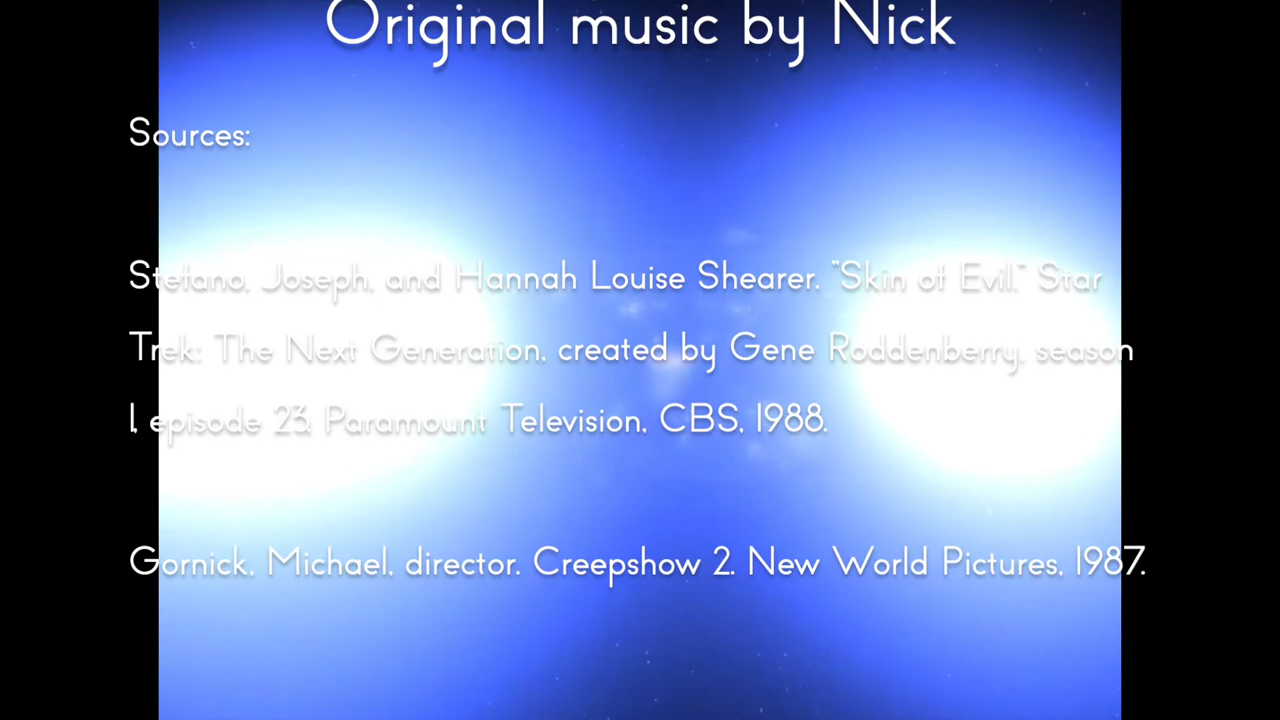 Original music by Nick
Sources:
Stefano, Joseph, and Hannah Louise Shearer. "Skin of Evil." Star
Trek: The Next Generation, created by Gene Roddenberry, season
1, episode 23, Paramount Television, CBS, 1988.
Gornick, Michael, director. Creepshow 2. New World Pictures, 1987.